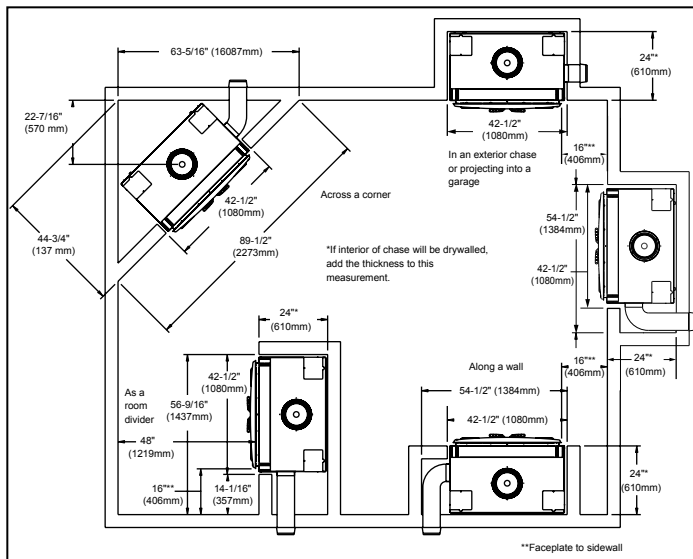 63-5/16" (16087mm)
24"*
(610mm)
22-7/16"
(570 mm)
42-1/2"
(1080mm)
In an exterior chase
or projecting into a
garage
16"**
(406mm)
42-1/2"
(1080mm)
Across a corner
54-1/2"
(1384mm)
44-3/4"
(137 mm)
89-1/2"
(2273mm)
*If interior of chase will be drywalled,
add the thickness to this
measurement.
42-1/2"
(1080mm)
24"*
(610mm)
16"**
(406mm)
24"*
(610mm)
Along a wall
42-1/2"
(1080mm)
54-1/2" (1384mm)
As a
room
divider
56-9/16"
(1437mm)
42-1/2" (1080mm)
48"
(1219mm)
16"**
(406mm)
14-1/16"
(357mm)
24"*
(610mm)
**Faceplate to sidewall